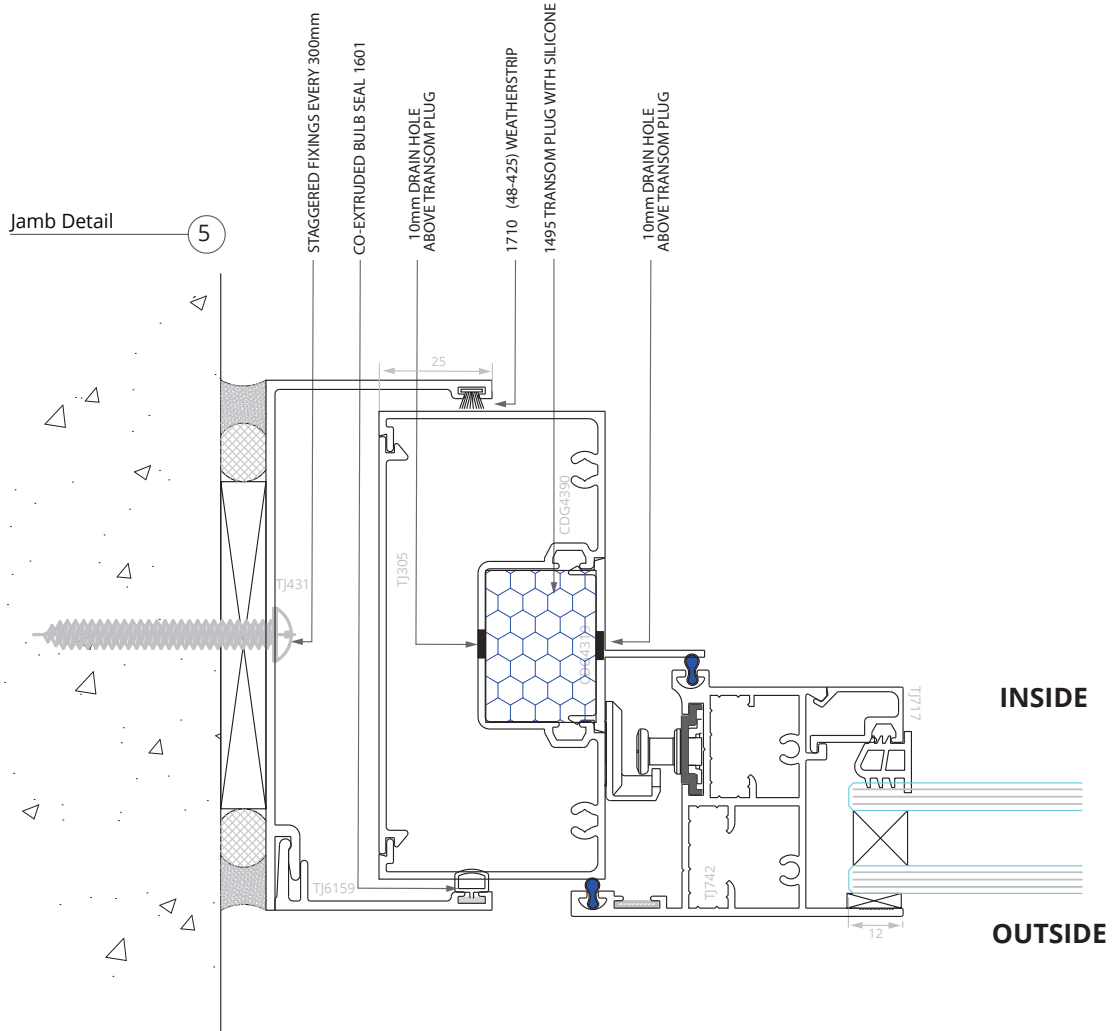 Jamb Detail
5
STAGGERED FIXINGS EVERY 300mm
CO-EXTRUDED BULB SEAL 1601
10mm DRAIN HOLE
ABOVE TRANSOM PLUG
1710 (48-425) WEATHERSTRIP
1495 TRANSOM PLUG WITH SILICONE
10mm DRAIN HOLE
ABOVE TRANSOM PLUG
25
CDG4390
TJ305
TJ431
CDG4319
TJ717
INSIDE
TJ742
TJ6159
12
OUTSIDE